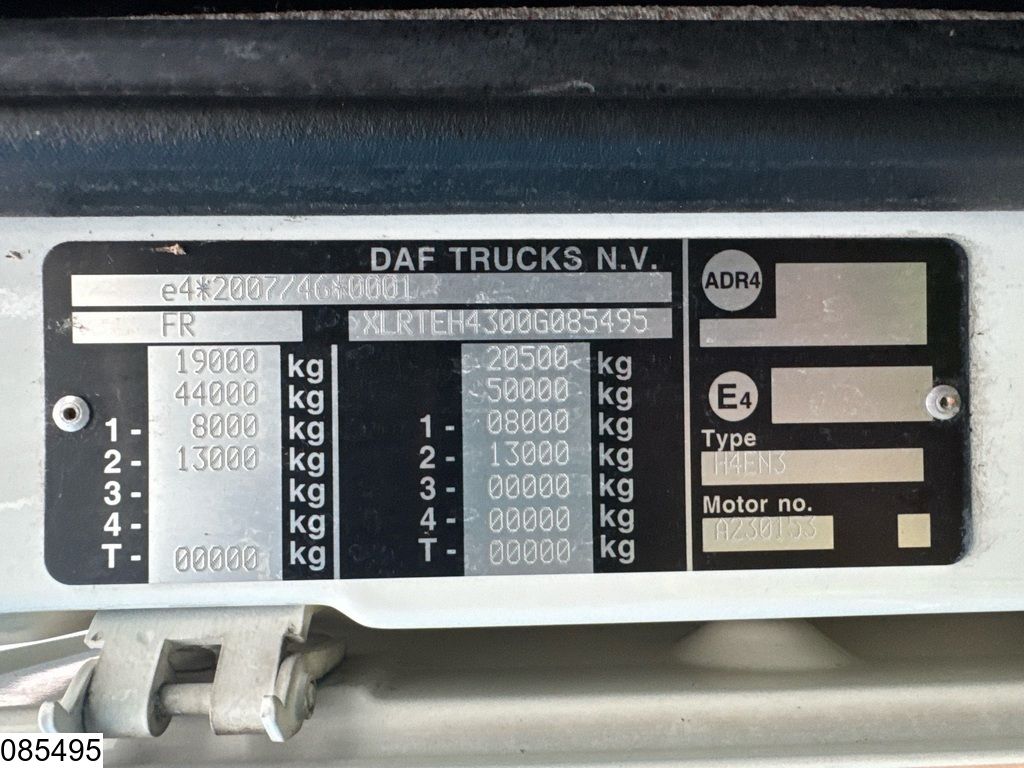 DAF TRUCKS N.V.
e4*2007/46*0001
FR XLRTEH4300G085495
19000 kg 20500 kg
44000 kg 50000 kg
1- 8000 kg 1- 08000 kg
2- 13000 kg 2- 13000 kg
3- kg 3- 00000 kg
4- kg 4- 00000 kg
T- 00000 kg T- 00000 kg
ADR4
E4
Type
H4EN3
Motor no.
A230153
085495